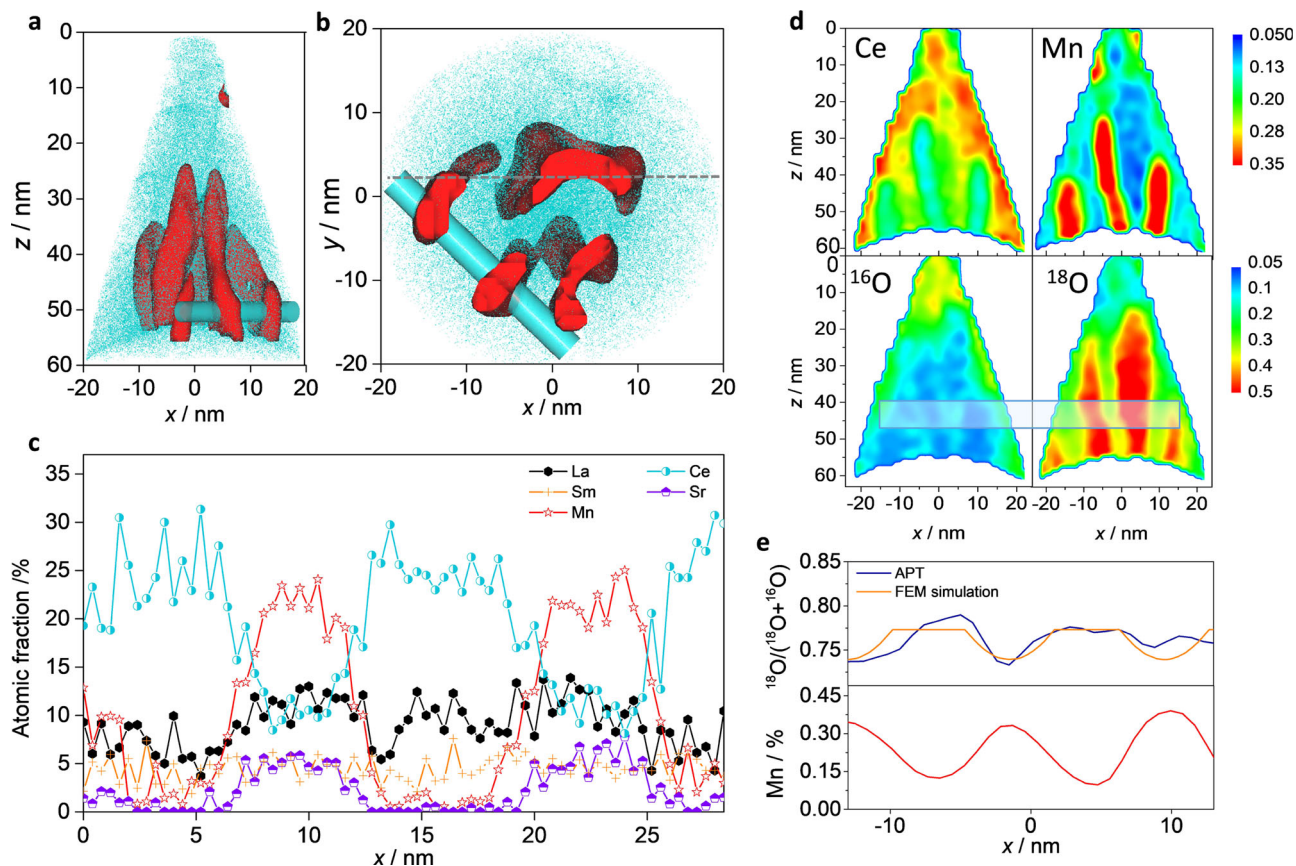 a
0
10
20
30
40
50
60
z / nm
-20
-10
0
10
20
x / nm
b
20
10
0
-10
-20
y / nm
-20
-10
0
10
20
x / nm
c
35
30
25
20
15
10
5
0
Atomic fraction /%
La
Ce
Sm
Sr
Mn
0
5
10
15
20
25
x / nm
d
Ce
Mn
0
10
20
30
40
50
60
z / nm
0.050
0.13
0.20
0.28
0.35
¹⁶O
¹⁸O
0
10
20
30
40
50
60
z / nm
0.05
0.1
0.2
0.3
0.4
0.5
-20
-10
0
10
20
-20
-10
0
10
20
x / nm
x / nm
e
0.85
0.80
0.75
¹⁸O/(¹⁸O+¹⁶O)
APT
FEM simulation
0.45
0.30
0.15
0.00
Mn / %
-10
0
10
x / nm